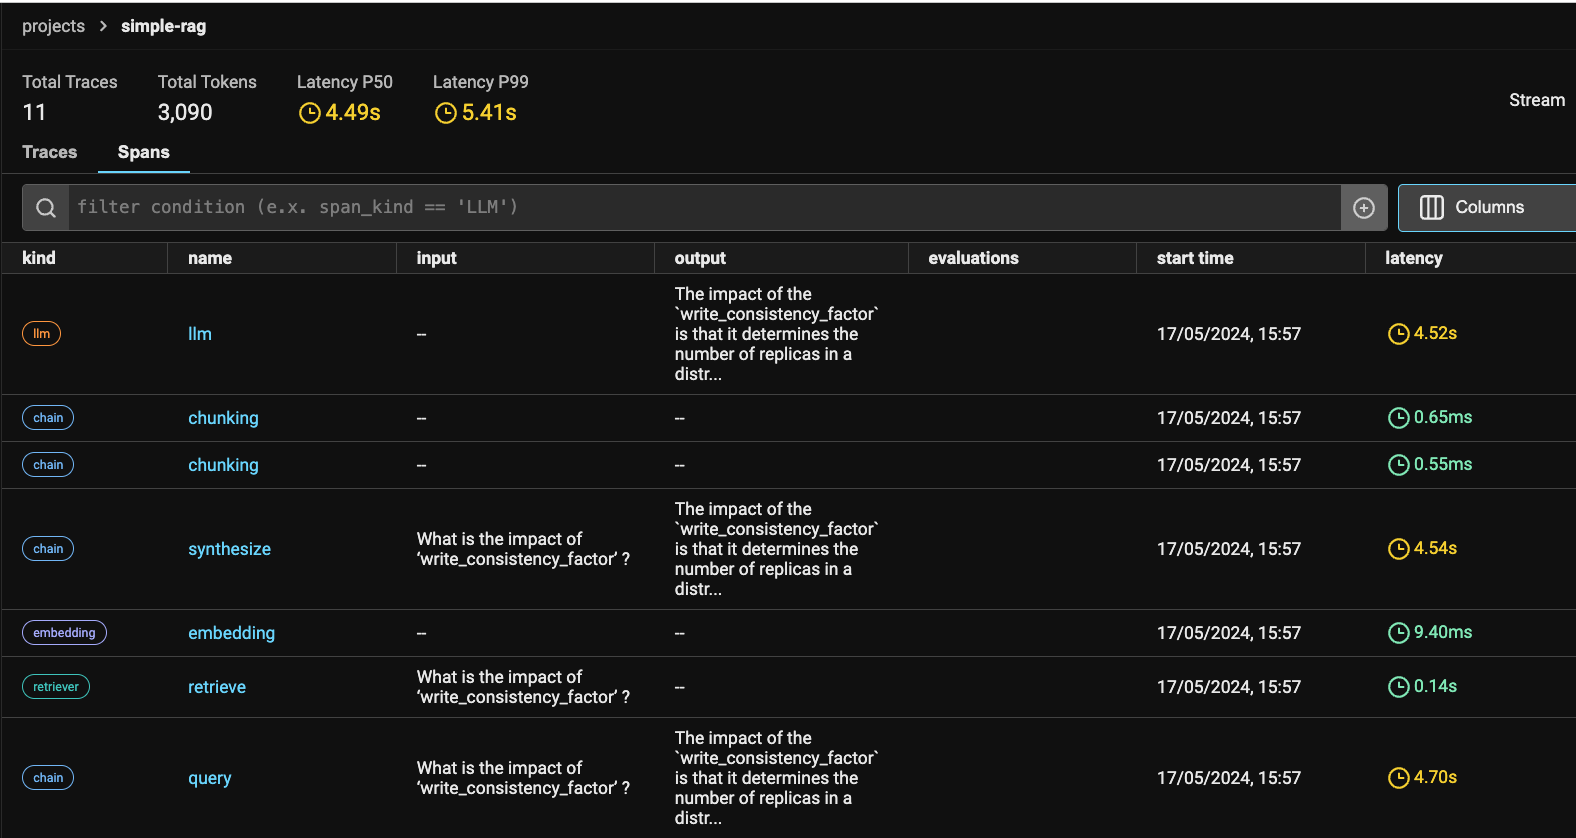 projects > simple-rag
Total Traces Total Tokens Latency P50 Latency P99
11 3,090 4.49s 5.41s
Stream
Traces Spans
filter condition (e.x. span_kind == 'LLM')
Columns
kind name input output evaluations start time latency
llm llm -- The impact of the
`write_consistency_factor`
is that it determines the
number of replicas in a
distr... 17/05/2024, 15:57 4.52s
chain chunking -- -- 17/05/2024, 15:57 0.65ms
chain chunking -- -- 17/05/2024, 15:57 0.55ms
chain synthesize What is the impact of
‘write_consistency_factor’ ?
The impact of the
`write_consistency_factor`
is that it determines the
number of replicas in a
distr... 17/05/2024, 15:57 4.54s
embedding embedding -- -- 17/05/2024, 15:57 9.40ms
retriever retrieve What is the impact of
‘write_consistency_factor’ ? -- 17/05/2024, 15:57 0.14s
chain query What is the impact of
‘write_consistency_factor’ ?
The impact of the
`write_consistency_factor`
is that it determines the
number of replicas in a
distr... 17/05/2024, 15:57 4.70s